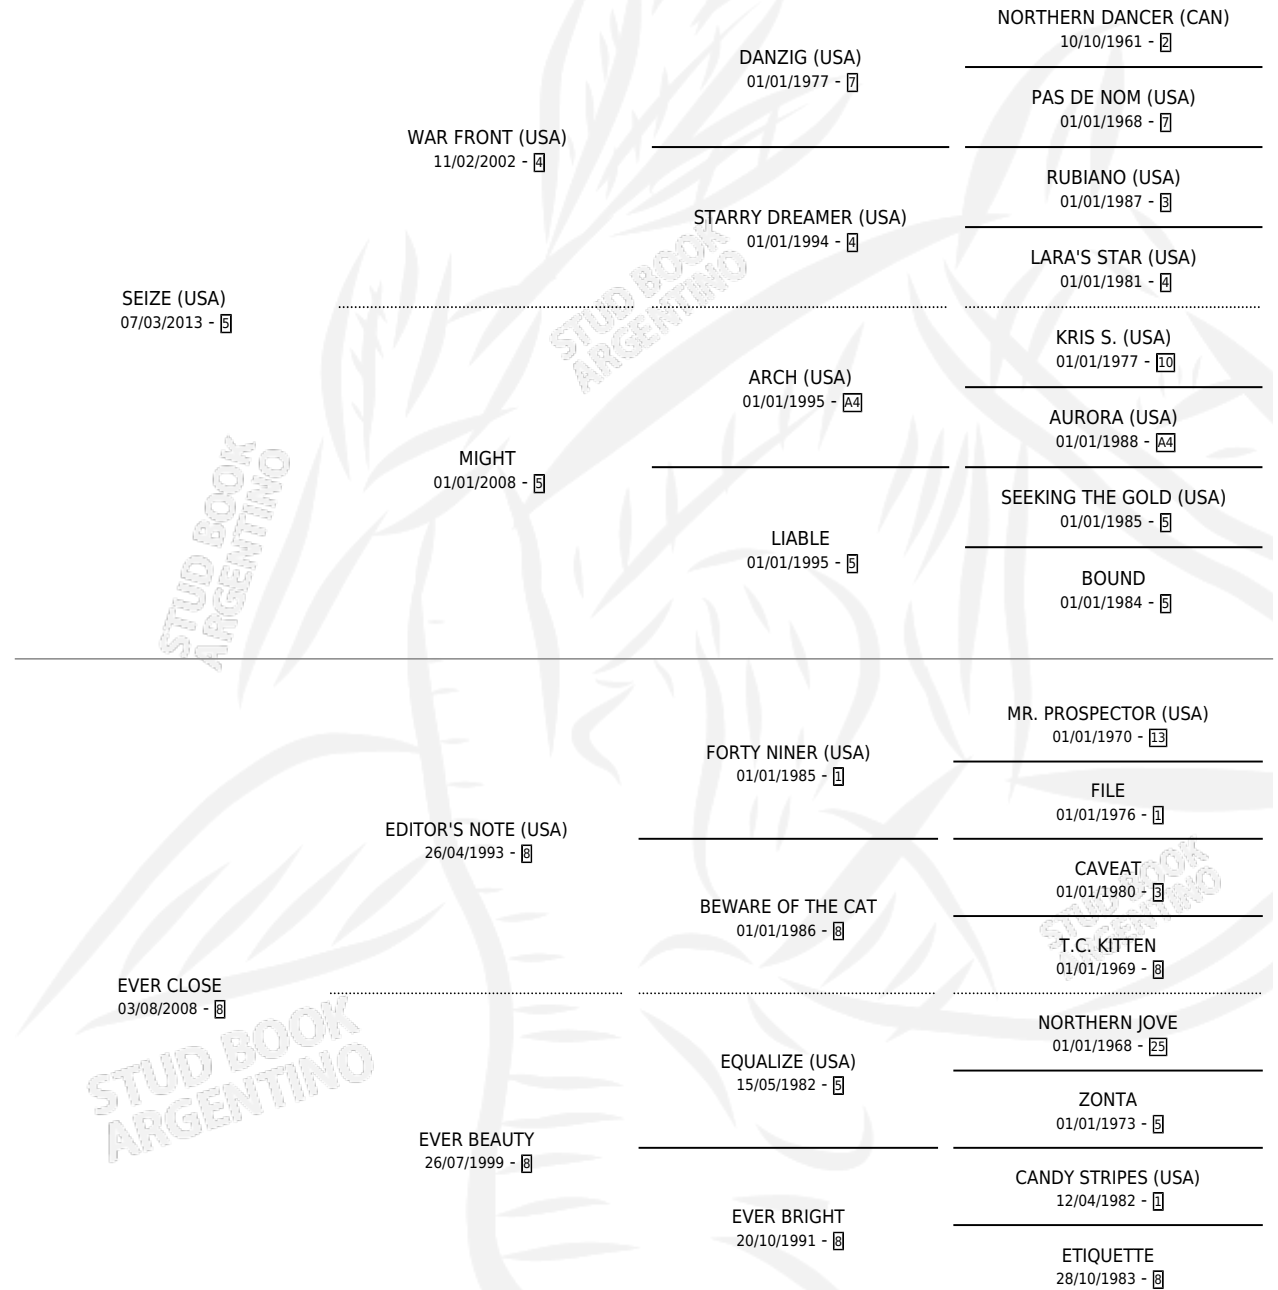 NORTHERN DANCER (CAN)
10/10/1961 - 2
DANZIG (USA)
01/01/1977 - 7
PAS DE NOM (USA)
01/01/1968 - 7
WAR FRONT (USA)
11/02/2002 - 4
RUBIANO (USA)
01/01/1987 - 3
STARRY DREAMER (USA)
01/01/1994 - 4
LARA'S STAR (USA)
01/01/1981 - 4
SEIZE (USA)
07/03/2013 - 5
KRIS S. (USA)
01/01/1977 - 10
ARCH (USA)
01/01/1995 - A4
AURORA (USA)
01/01/1988 - A4
MIGHT
01/01/2008 - 5
SEEKING THE GOLD (USA)
01/01/1985 - 5
LIABLE
01/01/1995 - 5
BOUND
01/01/1984 - 5
MR. PROSPECTOR (USA)
01/01/1970 - 13
FORTY NINER (USA)
01/01/1985 - 1
FILE
01/01/1976 - 1
EDITOR'S NOTE (USA)
26/04/1993 - 8
CAVEAT
01/01/1980 - 3
BEWARE OF THE CAT
01/01/1986 - 8
T.C. KITTEN
01/01/1969 - 8
EVER CLOSE
03/08/2008 - 8
NORTHERN JOVE
01/01/1968 - 25
EQUALIZE (USA)
15/05/1982 - 5
ZONTA
01/01/1973 - 5
EVER BEAUTY
26/07/1999 - 8
CANDY STRIPES (USA)
12/04/1982 - 1
EVER BRIGHT
20/10/1991 - 8
ETIQUETTE
28/10/1983 - 8
STUD BOOK
ARGENTINO
STUD BOOK
ARGENTINO
STUD BOOK
ARGENTINO
STUD BOOK
ARGENTINO